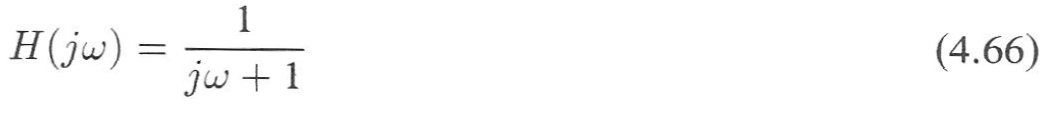 H(jω) = 1 / (jω + 1) (4.66)